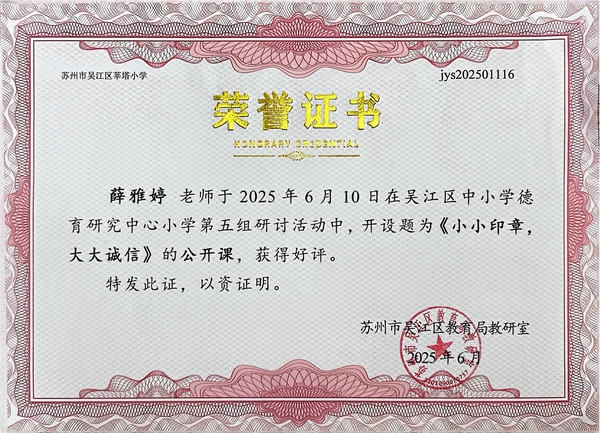 苏州市吴江区莘塔小学
jys202501116
荣誉证书
HONORARY CREDENTIAL
薛雅婷 老师于 2025 年 6 月 10 日在吴江区中小学德
育研究中心小学第五组研讨活动中，开设题为《小小印章，
大大诚信》的公开课，获得好评。
特发此证，以资证明。
苏州市吴江区教育局教研室
2025 年 6 月